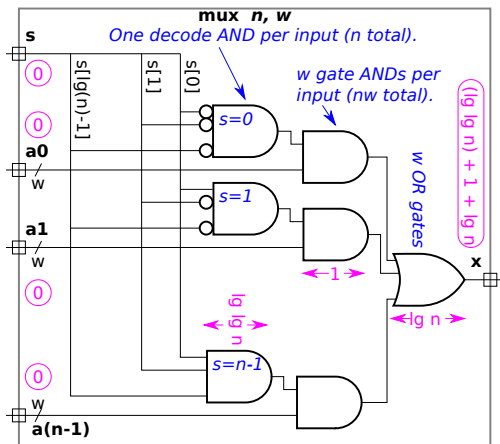 mux n, w
s
One decode AND per input (n total).
0
s[lg(n)-1]
s[1]
s[0]
w gate ANDs per
input (nw total).
0
s=0
a0
w
(lg lg n) + 1 + lg n
s=1
w OR gates
a1
w
x
1
0
lg n
lg lg n
s=n-1
0
w
a(n-1)